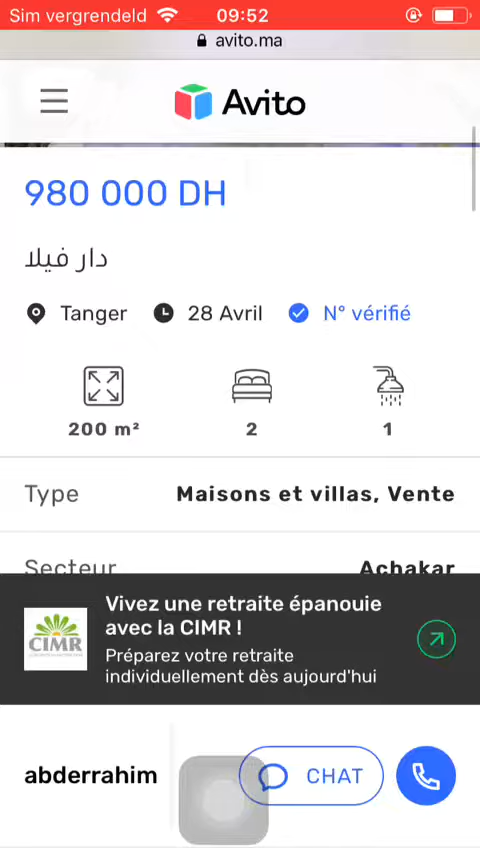 Sim vergrendeld 09:52
avito.ma
Avito
980 000 DH
دار فيلا
Tanger 28 Avril N° vérifié
200 m² 2 1
Type Maisons et villas, Vente
Secteur Achakar
Vivez une retraite épanouie
avec la CIMR !
CIMR
Préparez votre retraite
individuellement dès aujourd'hui
abderrahim CHAT